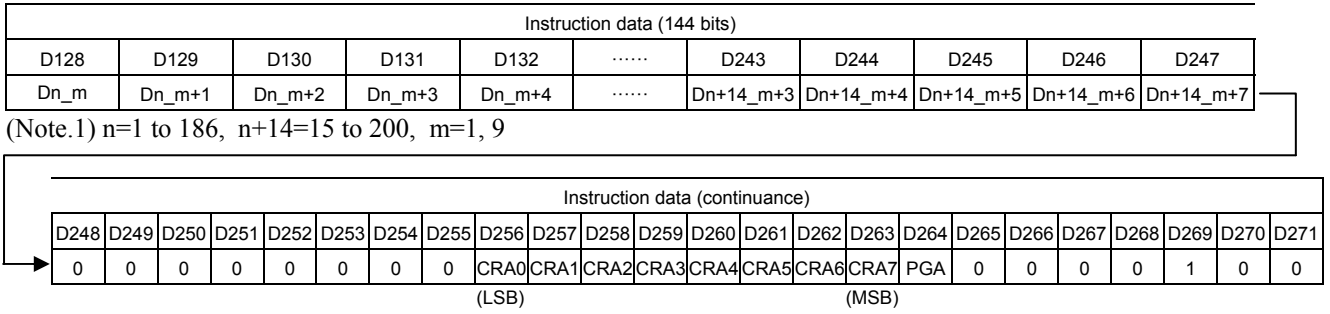 Instruction data (144 bits)
D128 D129 D130 D131 D132 ⋯⋯ D243 D244 D245 D246 D247
Dn_m Dn_m+1 Dn_m+2 Dn_m+3 Dn_m+4 ⋯⋯ Dn+14_m+3 Dn+14_m+4 Dn+14_m+5 Dn+14_m+6 Dn+14_m+7
(Note.1) n=1 to 186, n+14=15 to 200, m=1, 9
Instruction data (continuance)
D248 D249 D250 D251 D252 D253 D254 D255 D256 D257 D258 D259 D260 D261 D262 D263 D264 D265 D266 D267 D268 D269 D270 D271
0 0 0 0 0 0 0 0 CRA0 CRA1 CRA2 CRA3 CRA4 CRA5 CRA6 CRA7 PGA 0 0 0 0 1 0 0
(LSB) (MSB)